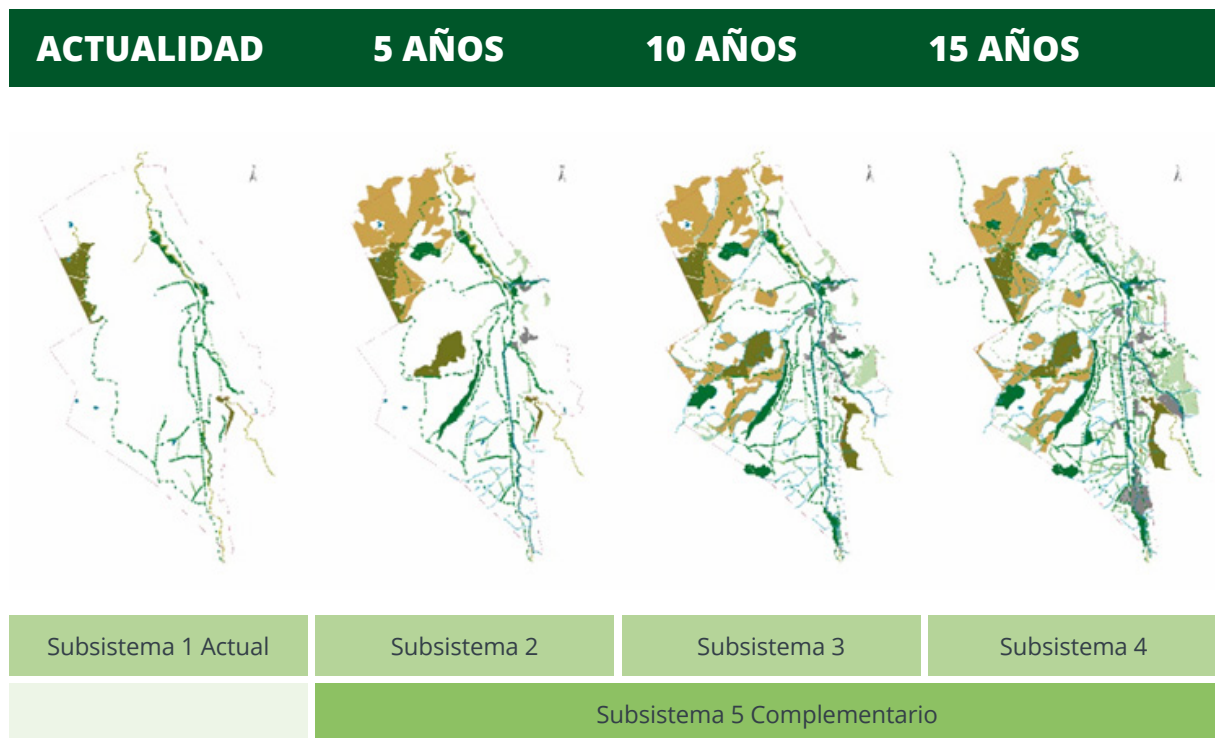 ACTUALIDAD 5 AÑOS 10 AÑOS 15 AÑOS
Subsistema 1 Actual Subsistema 2 Subsistema 3 Subsistema 4
Subsistema 5 Complementario